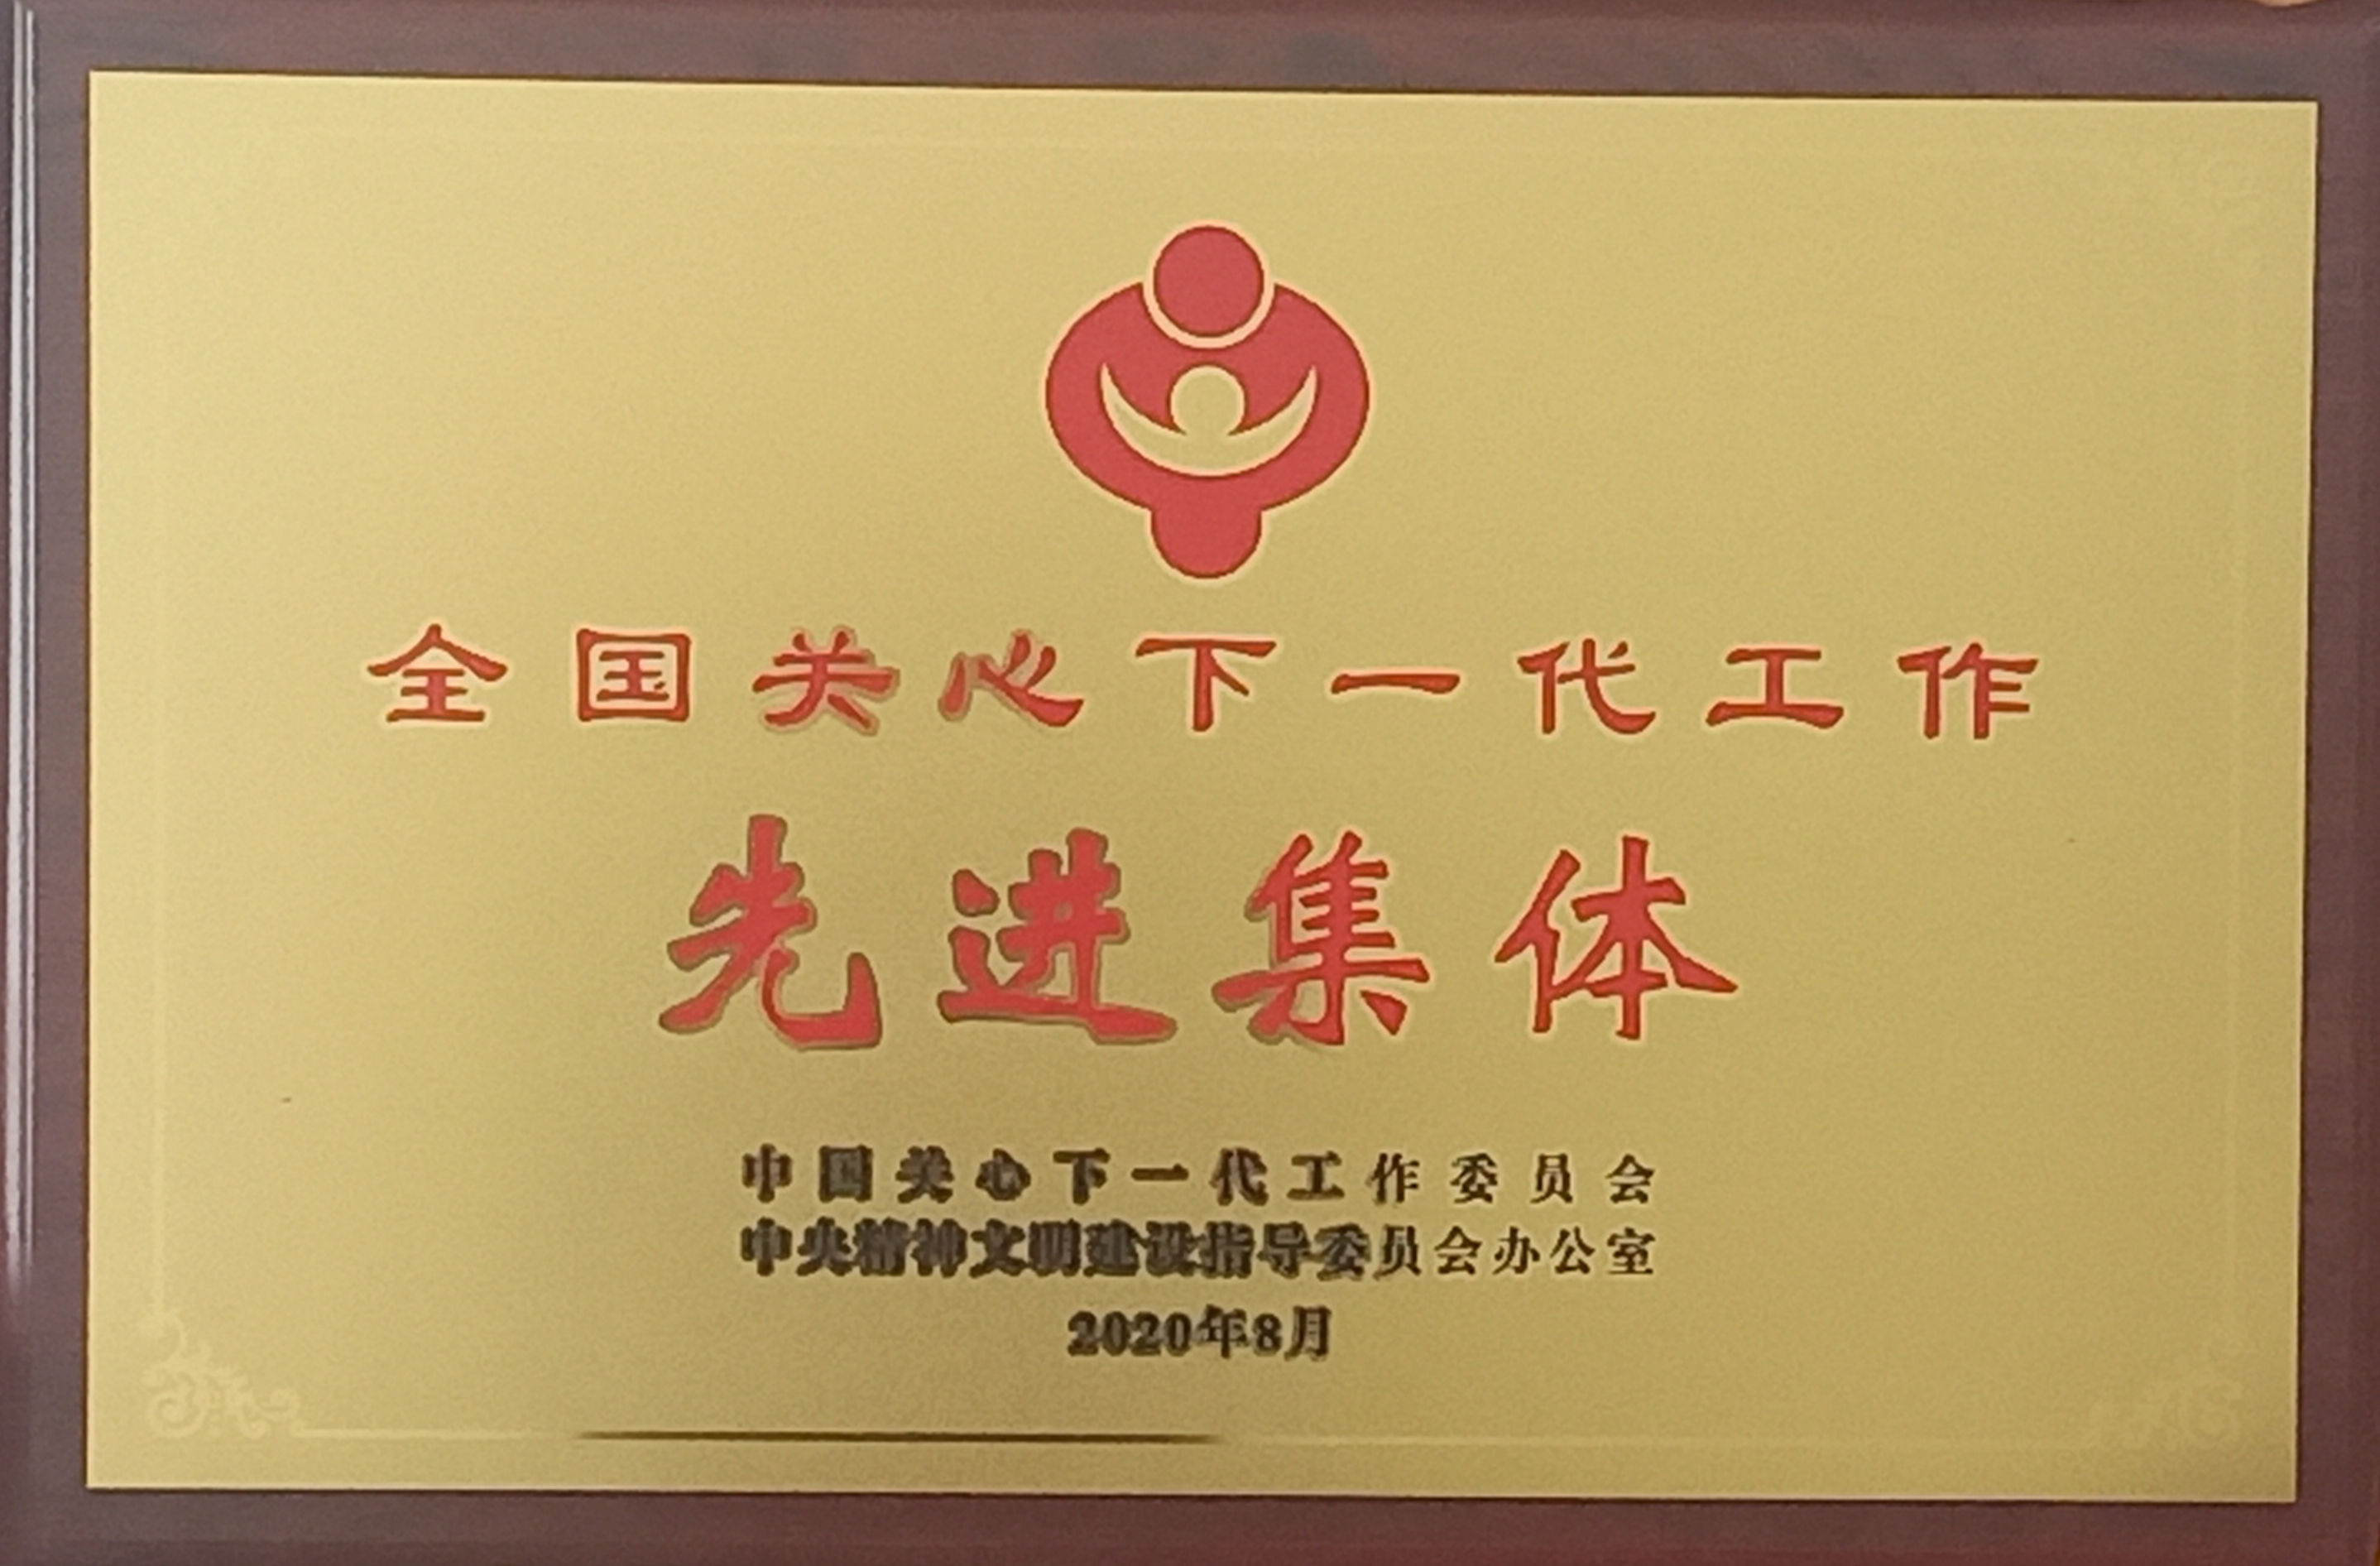 全国关心下一代工作
先进集体
中国关心下一代工作委员会
中央精神文明建设指导委员会办公室
2020年8月